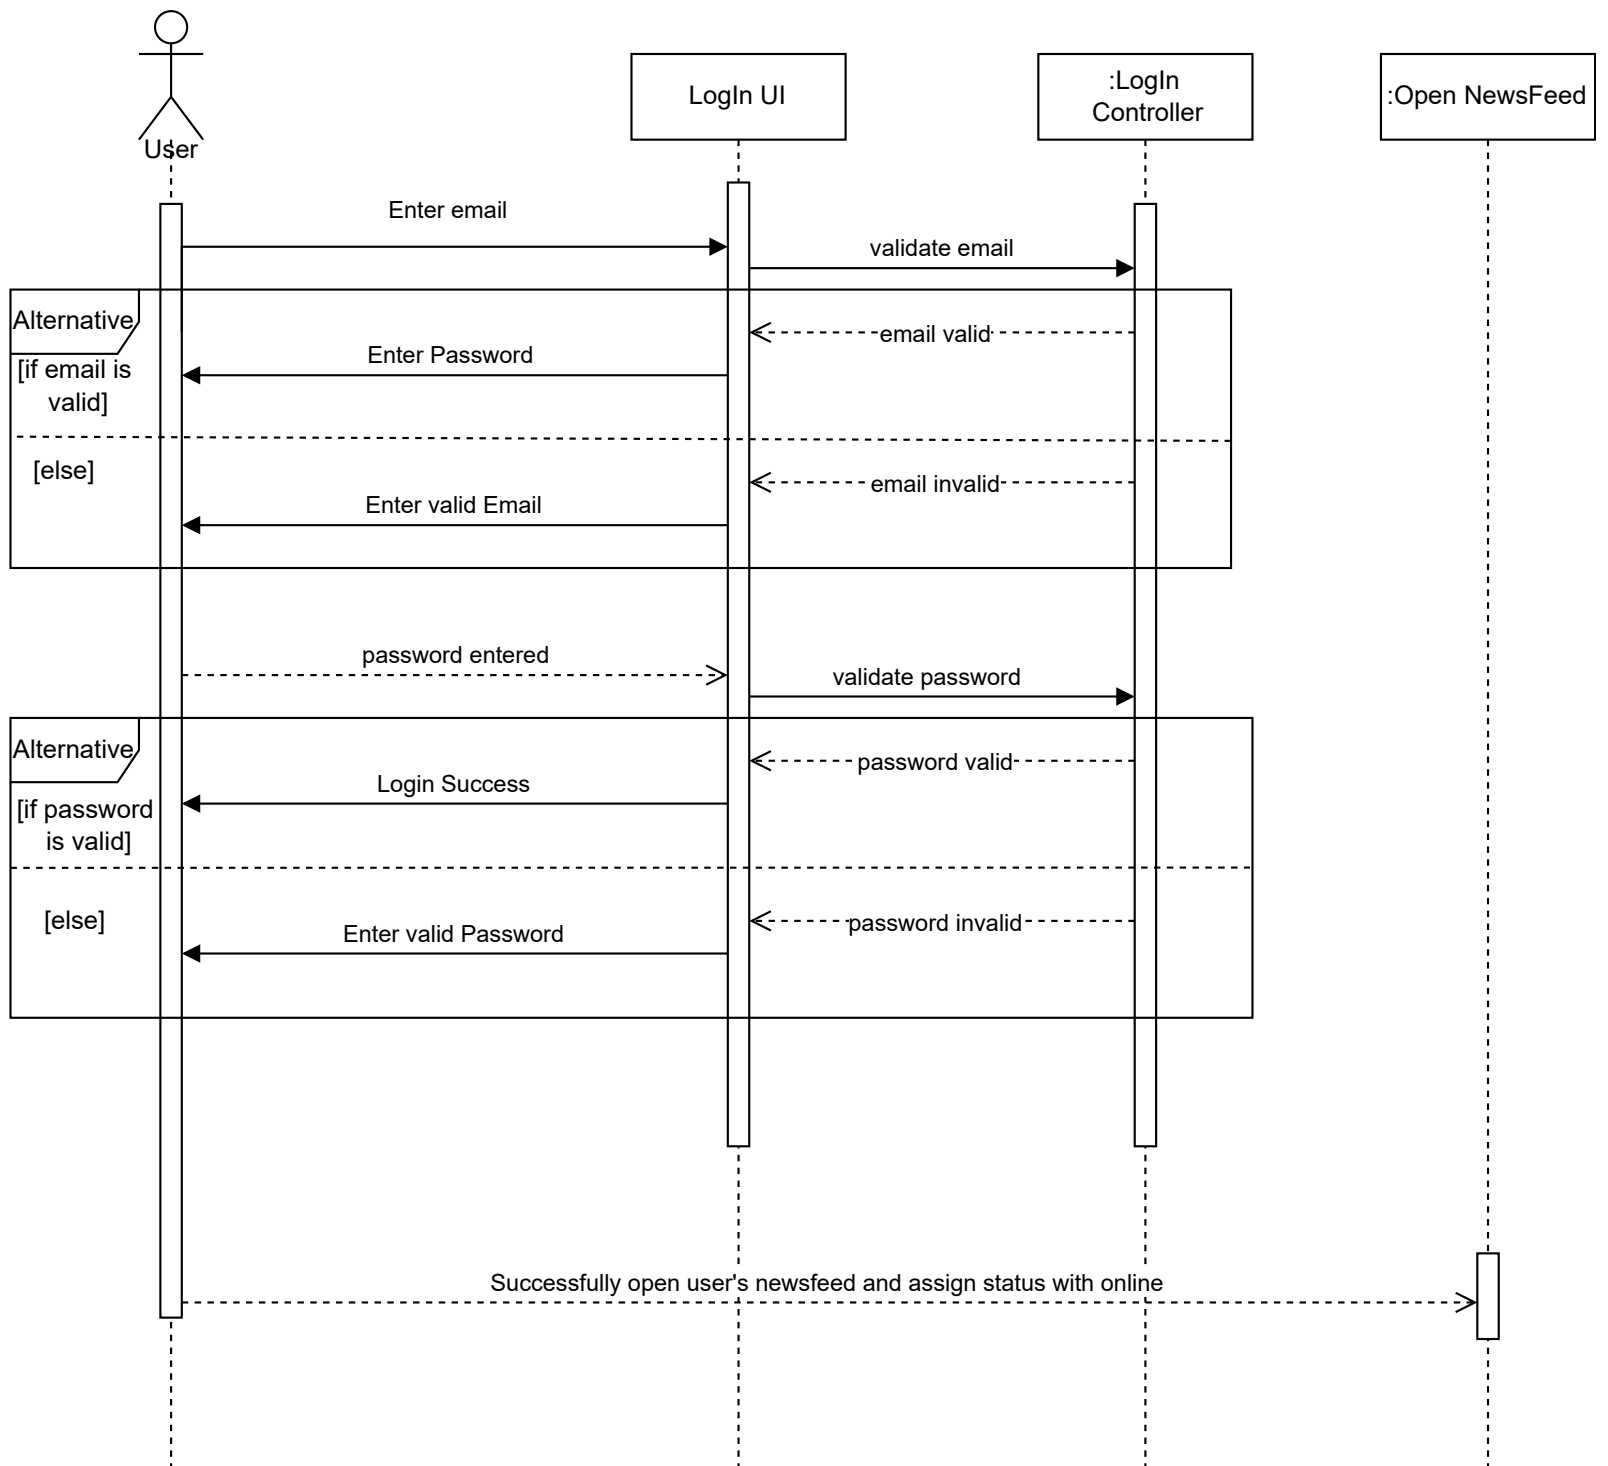 User
LogIn UI
:LogIn
Controller
:Open NewsFeed
Enter email
validate email
Alternative
email valid
Enter Password
[if email is
valid]
[else]
email invalid
Enter valid Email
password entered
validate password
Alternative
password valid
Login Success
[if password
is valid]
[else]
password invalid
Enter valid Password
Successfully open user's newsfeed and assign status with online